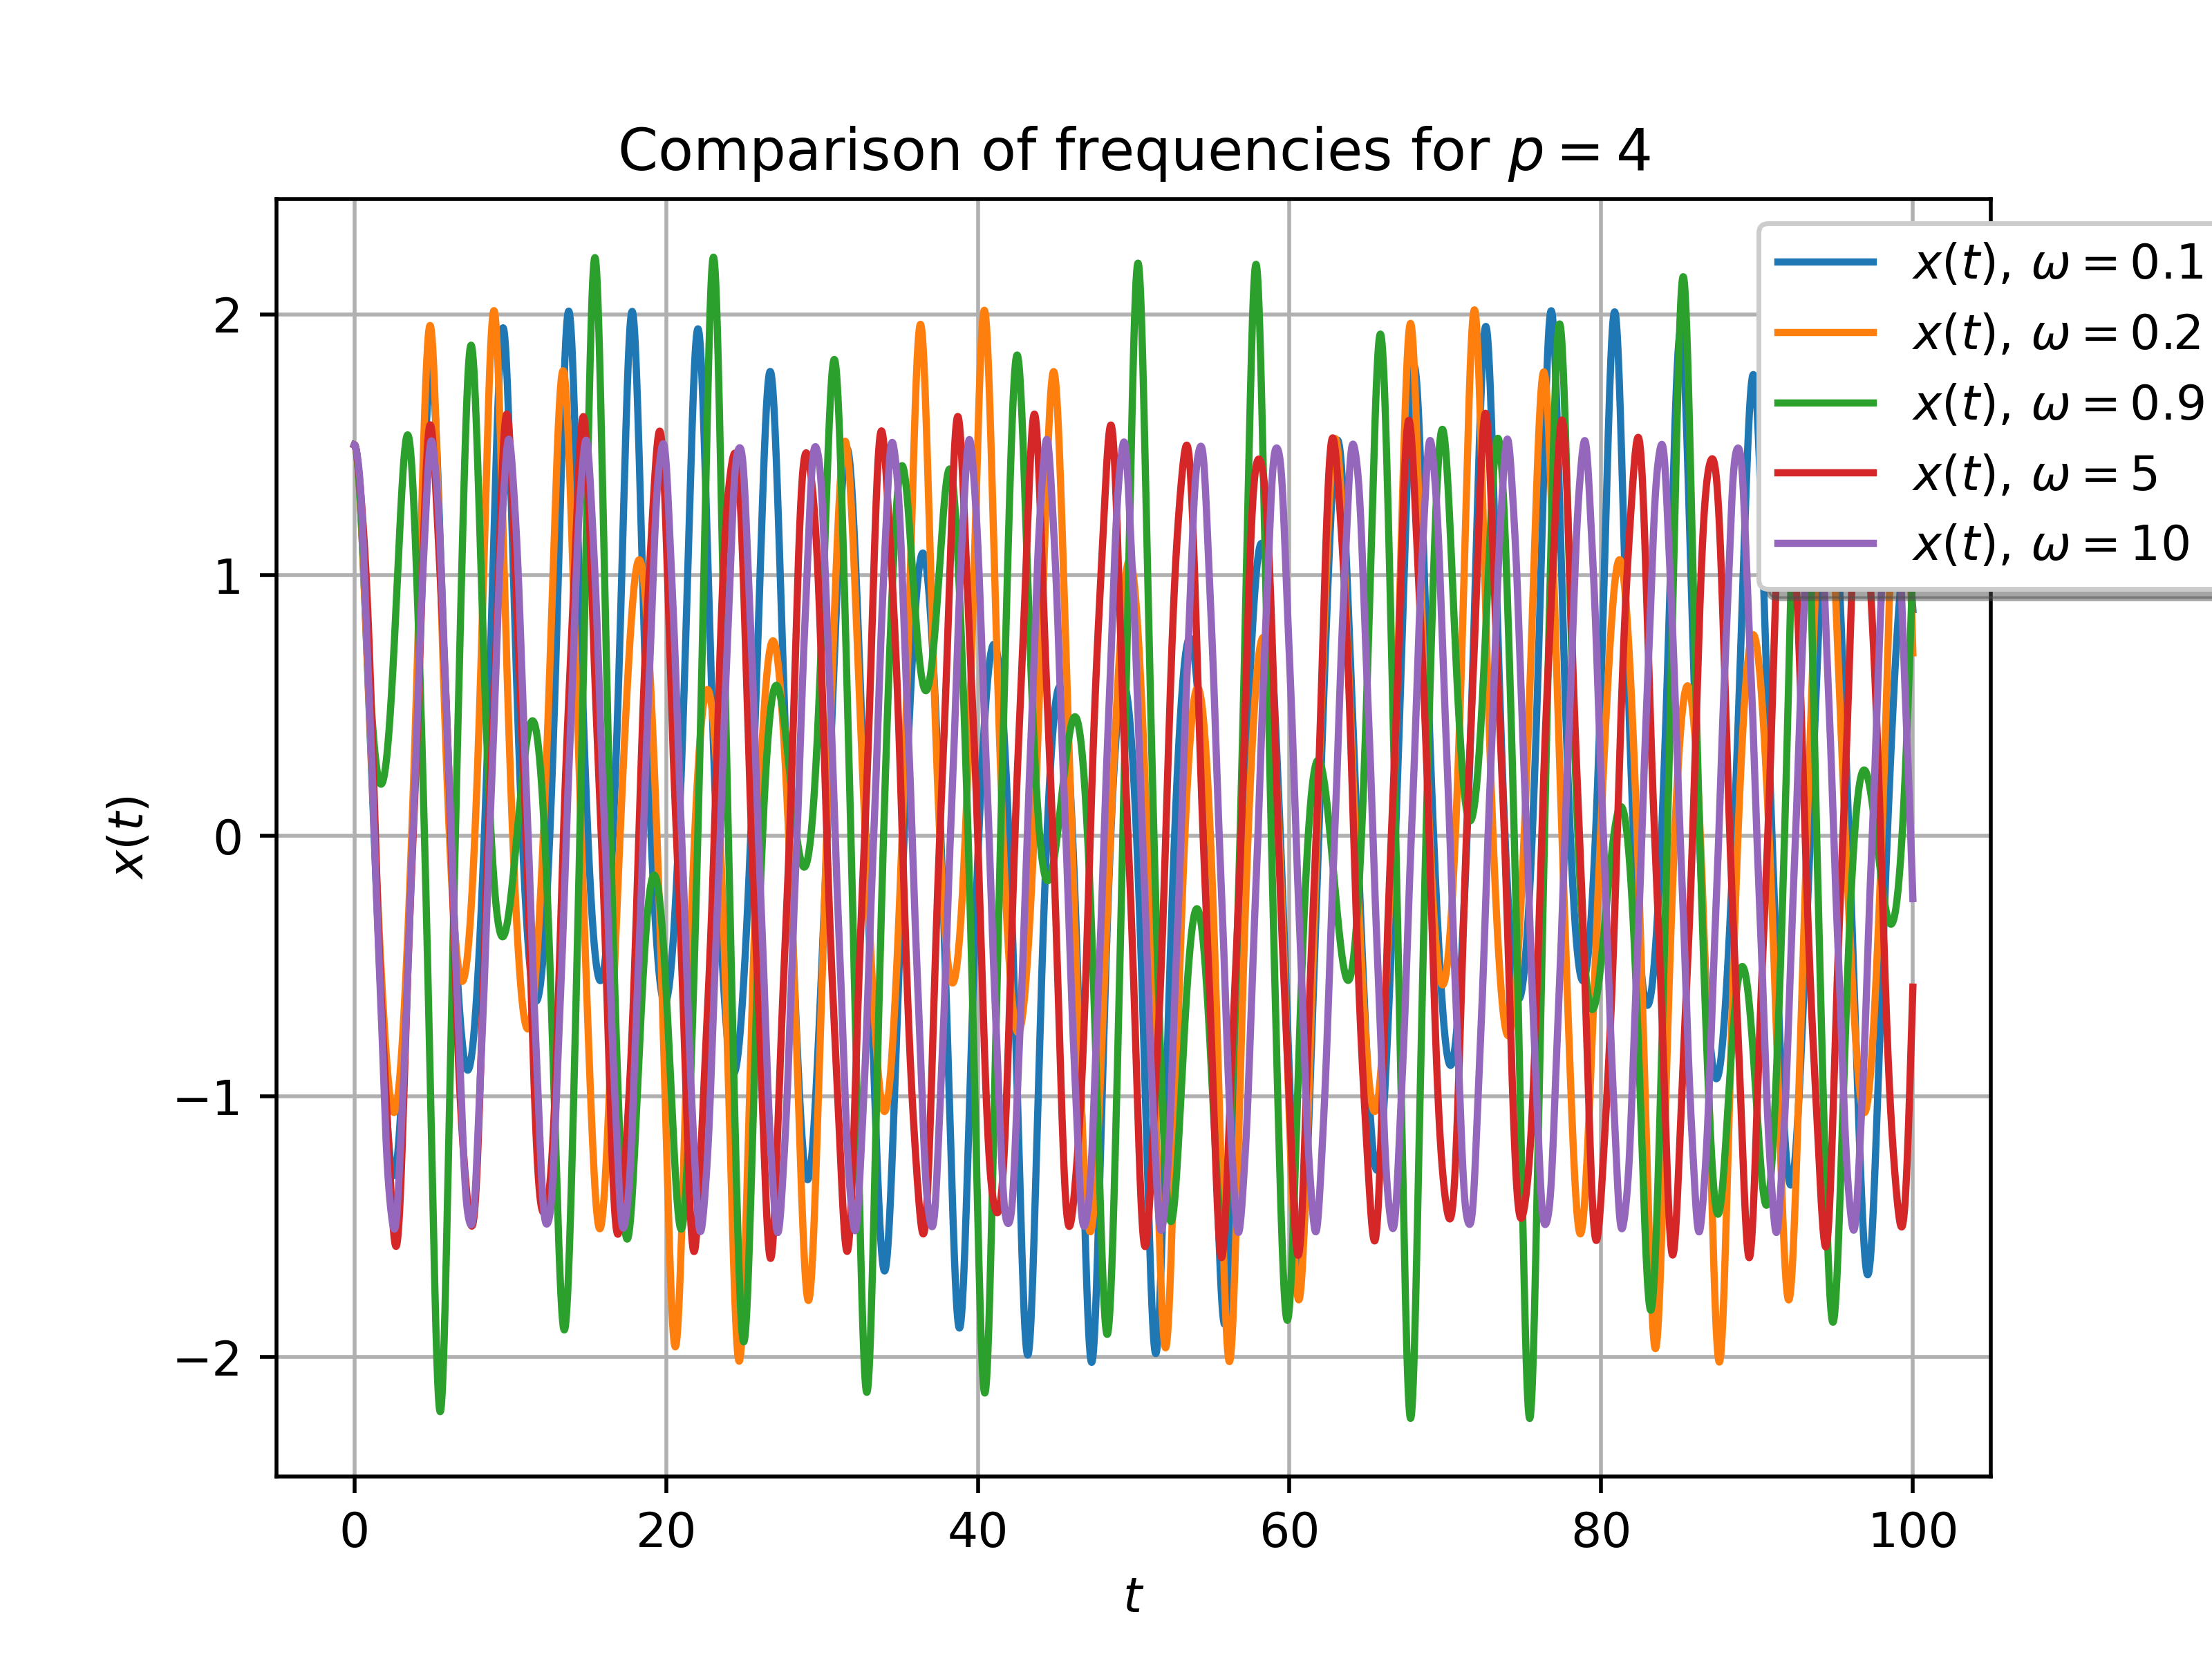 Comparison of frequencies for p = 4
x(t), ω = 0.1
x(t), ω = 0.2
x(t), ω = 0.9
x(t), ω = 5
x(t), ω = 10
2
1
0
−1
−2
x(t)
0 20 40 60 80 100
t